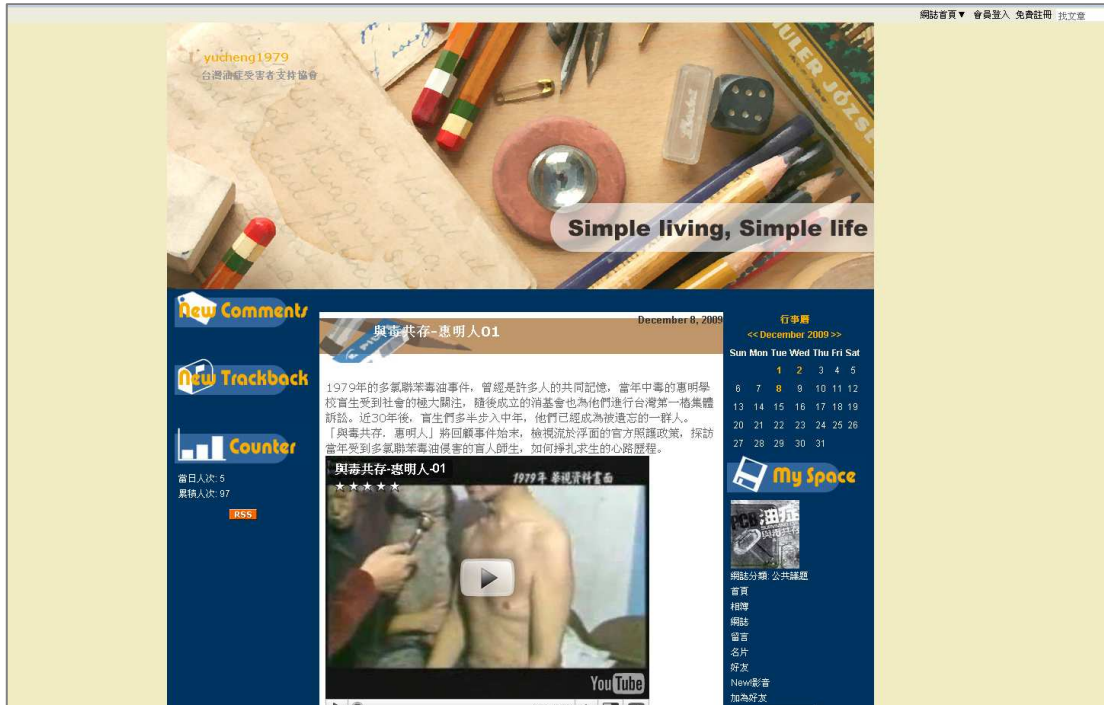 網誌首頁▼ 會員登入 免費註冊 找文章
yucheng1979
台灣油症受害者支持協會
Simple living, Simple life
New Comments
New Trackback
Counter
當日人次: 5
累積人次: 97
RSS
December 8, 2009
與毒共存-惠明人01
1979年的多氯聯苯毒油事件，曾經是許多人的共同記憶，當年中毒的惠明學
校盲生受到社會的極大關注，隨後成立的消基會也為他們進行台灣第一樁集體
訴訟。近30年後，盲生們多半步入中年，他們已經成為被遺忘的一群人。
「與毒共存．惠明人」將回顧事件始末，檢視流於浮面的官方照護政策，採訪
當年受到多氯聯苯毒油侵害的盲人師生，如何掙扎求生的心路歷程。
與毒共存-惠明人-01
1979年 華視資料畫面
YouTube
行事曆
<< December 2009 >>
Sun Mon Tue Wed Thu Fri Sat
1 2 3 4 5
6 7 8 9 10 11 12
13 14 15 16 17 18 19
20 21 22 23 24 25 26
27 28 29 30 31
My Space
PCB 油症
與毒共存
網誌分類: 公共議題
首頁
相簿
網誌
留言
名片
好友
New!影音
加為好友